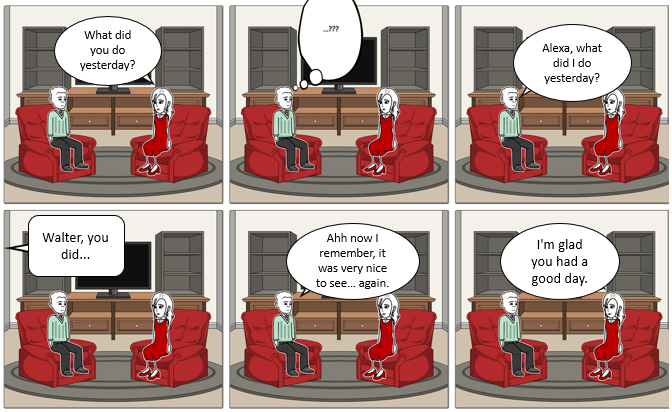 What did
you do
yesterday?
...???
Alexa, what
did I do
yesterday?
Walter, you
did...
Ahh now I
remember, it
was very nice
to see... again.
I'm glad
you had a
good day.